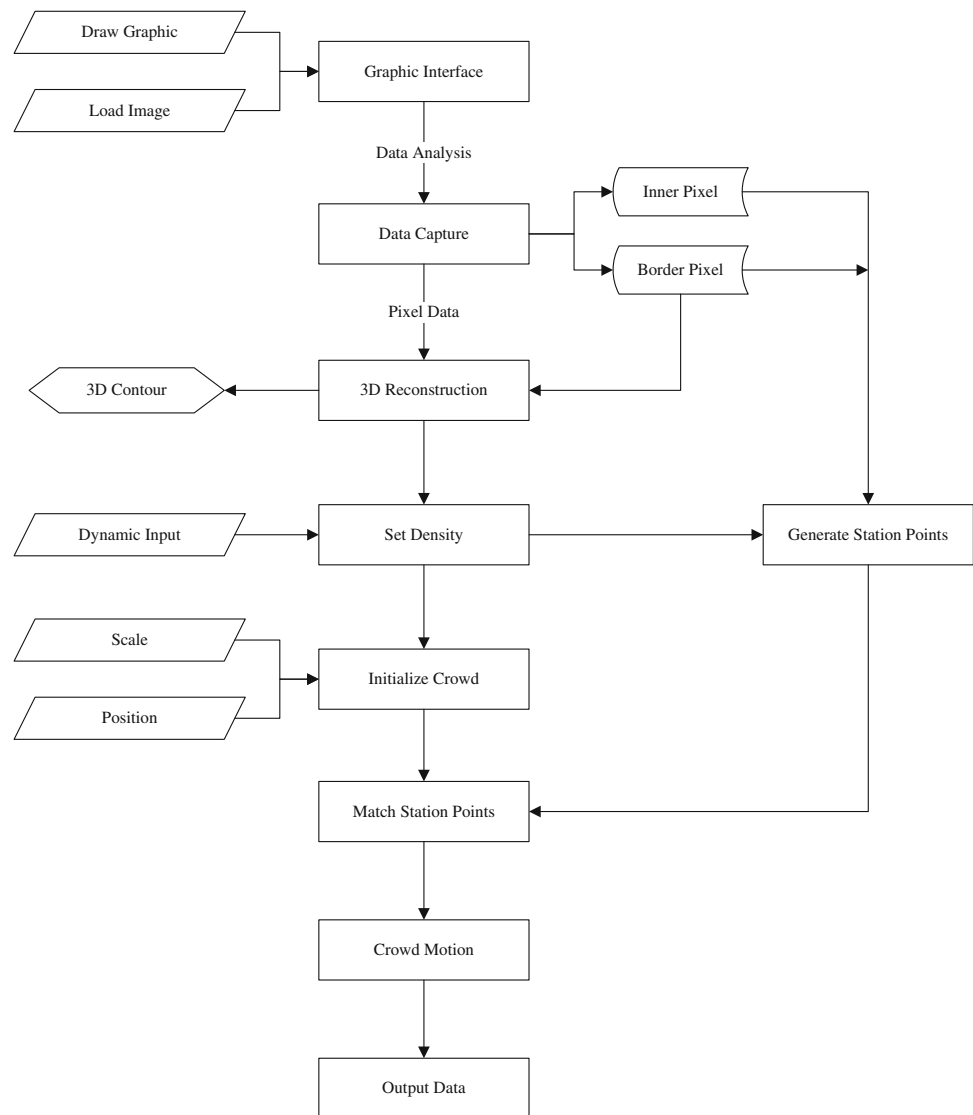 Draw Graphic
Graphic Interface
Load Image
Data Analysis
Inner Pixel
Data Capture
Border Pixel
Pixel Data
3D Contour
3D Reconstruction
Dynamic Input
Set Density
Generate Station Points
Scale
Initialize Crowd
Position
Match Station Points
Crowd Motion
Output Data